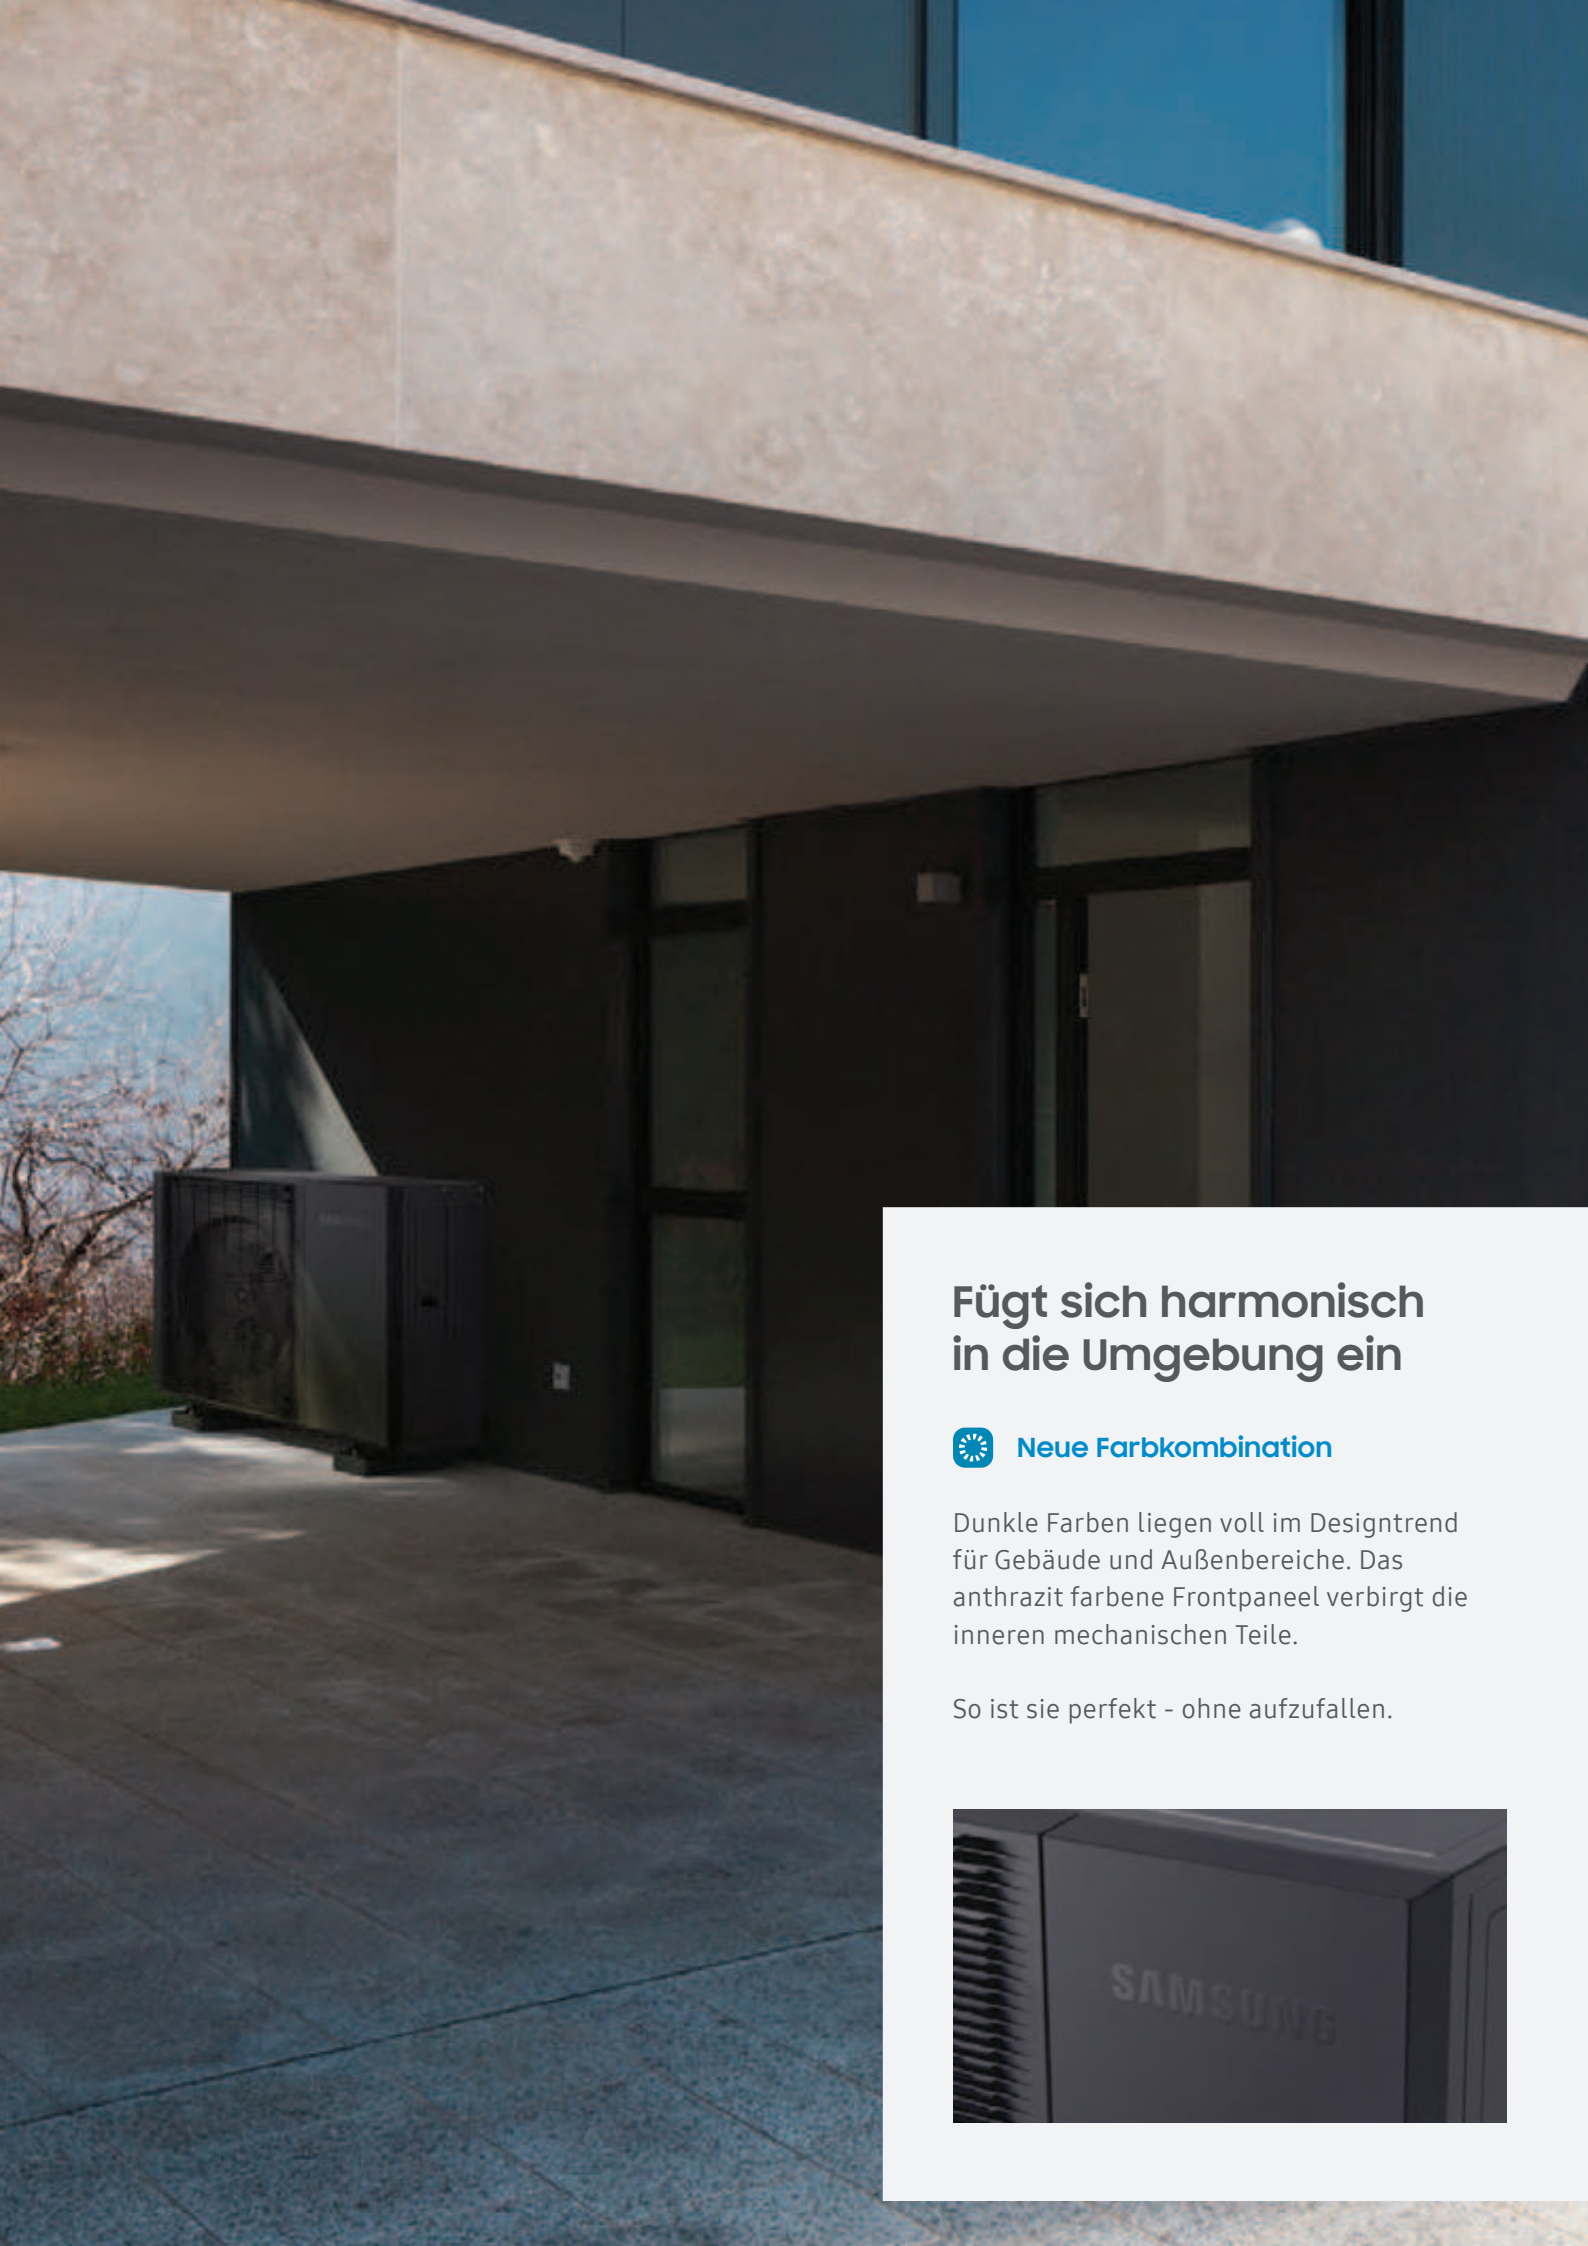 Fügt sich harmonisch
in die Umgebung ein
Neue Farbkombination
Dunkle Farben liegen voll im Designtrend
für Gebäude und Außenbereiche. Das
anthrazit farbene Frontpaneel verbirgt die
inneren mechanischen Teile.
So ist sie perfekt - ohne aufzufallen.
SAMSUNG